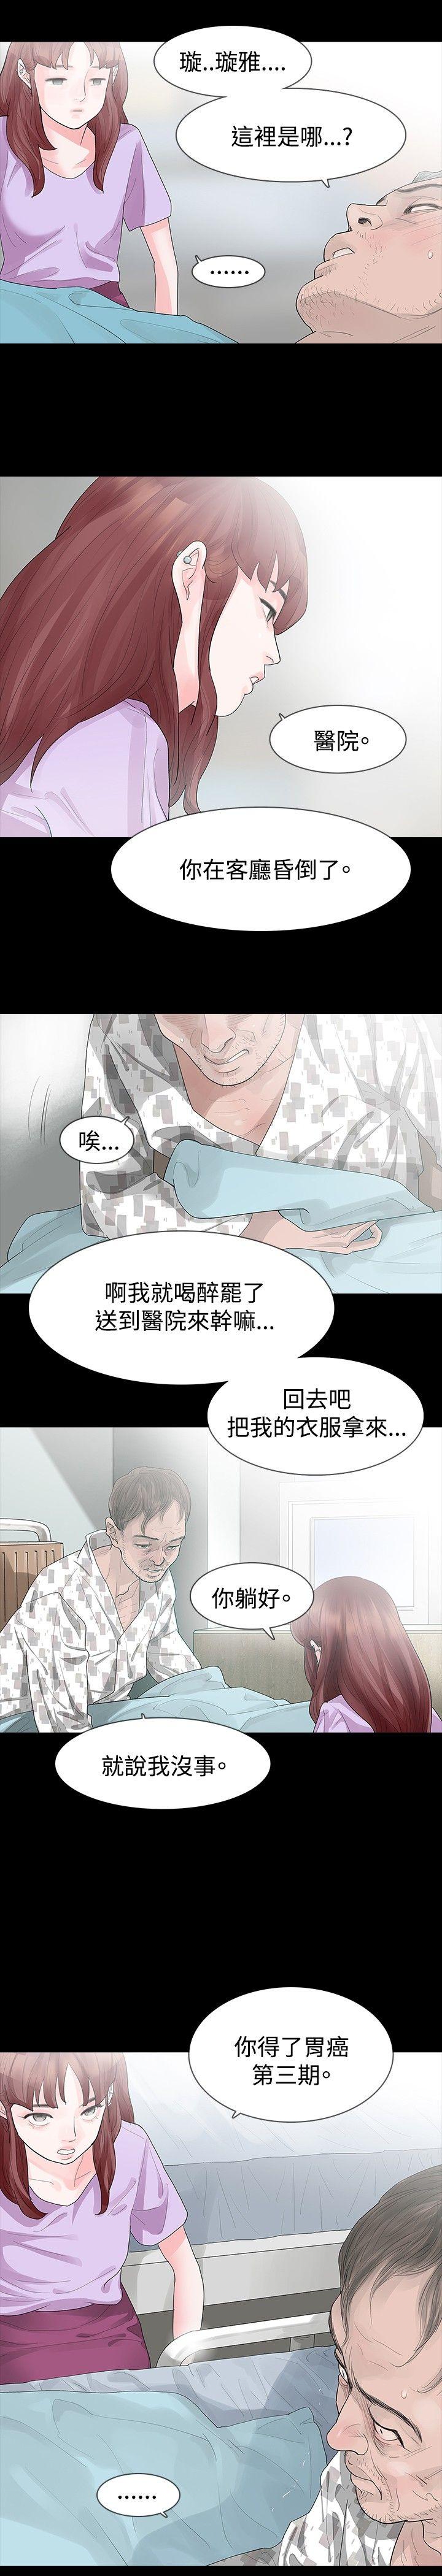 璇..璇雅....
這裡是哪...?
......
醫院。
你在客廳昏倒了。
唉...
啊我就喝醉罷了
送到醫院來幹嘛...
回去吧
把我的衣服拿來...
你躺好。
就說我沒事。
你得了胃癌
第三期。
......